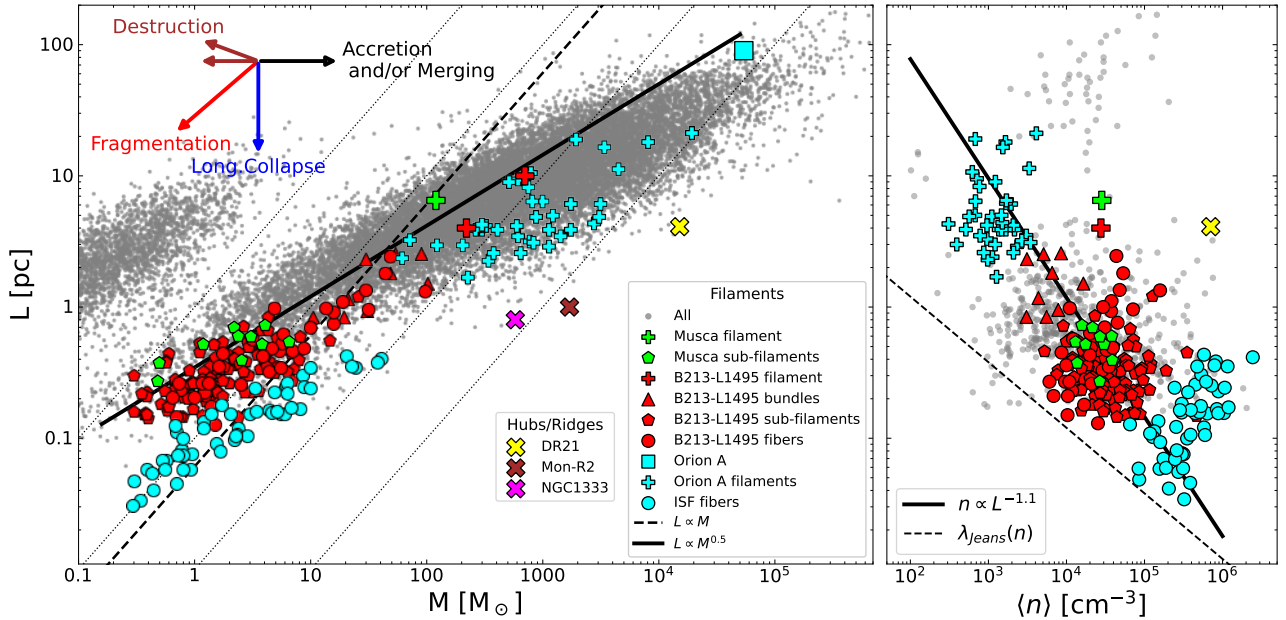 Destruction
Accretion
and/or Merging
Fragmentation
Long.Collapse
L [pc]
100
10
1
0.1
0.1
1
10
100
1000
10⁴
10⁵
M [M⊙]
Hubs/Ridges
DR21
Mon-R2
NGC1333
Filaments
All
Musca filament
Musca sub-filaments
B213-L1495 filament
B213-L1495 bundles
B213-L1495 sub-filaments
B213-L1495 fibers
Orion A
Orion A filaments
ISF fibers
L ∝ M
L ∝ M^0.5
n ∝ L^−1.1
λ_Jeans(n)
10²
10³
10⁴
10⁵
10⁶
⟨n⟩ [cm⁻³]